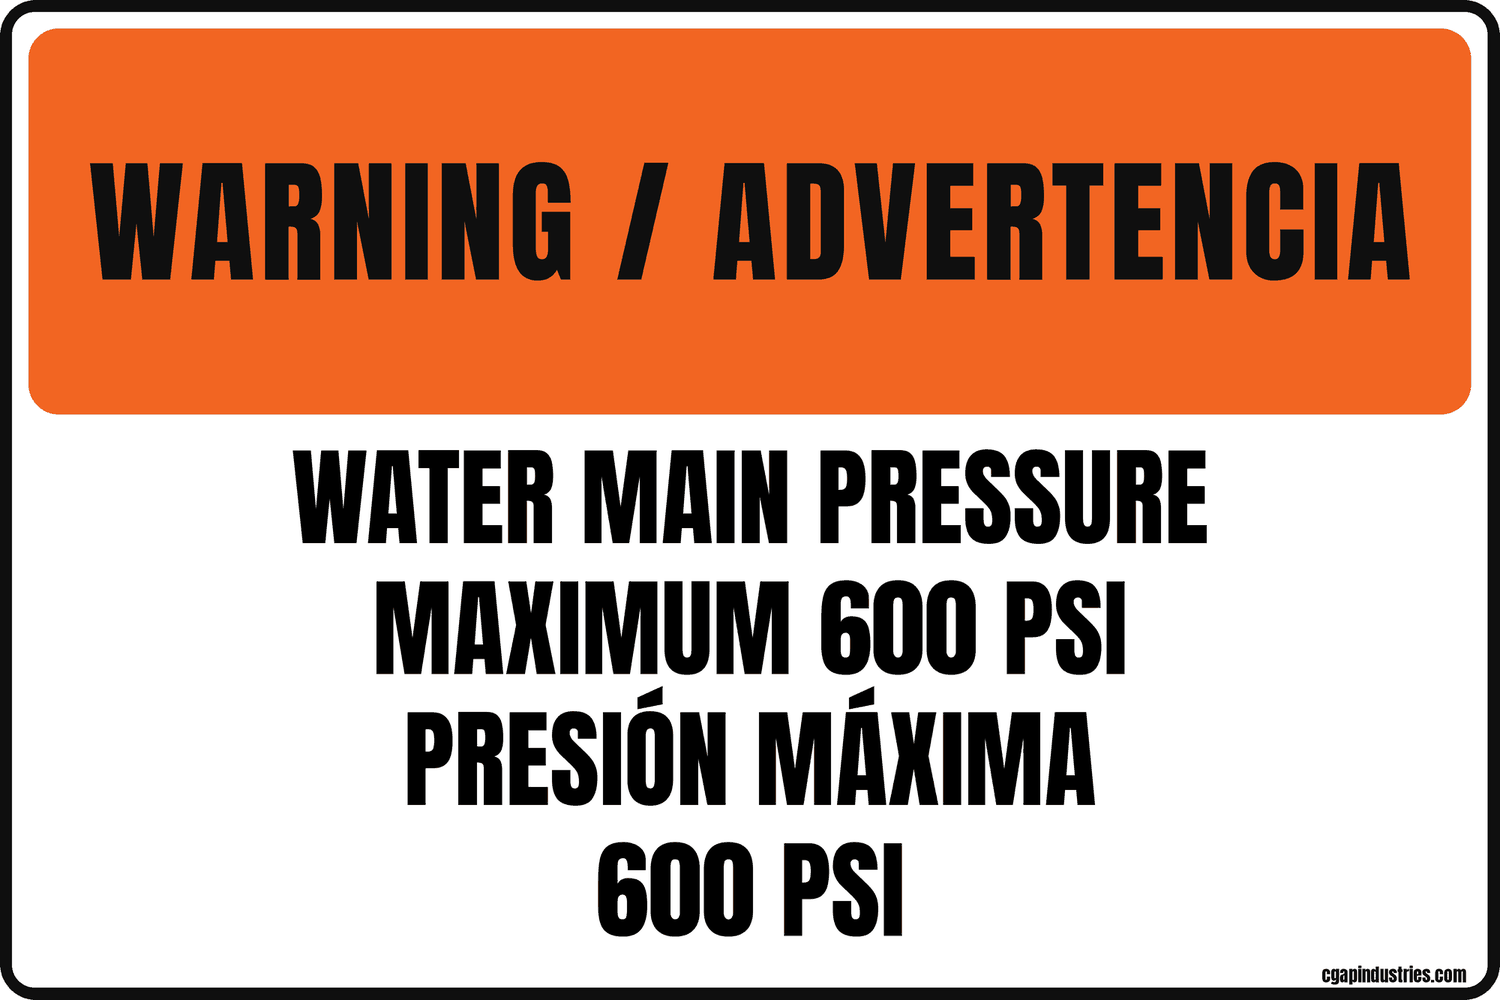 WARNING / ADVERTENCIA
WATER MAIN PRESSURE
MAXIMUM 600 PSI
PRESIÓN MÁXIMA
600 PSI
cgapindustries.com